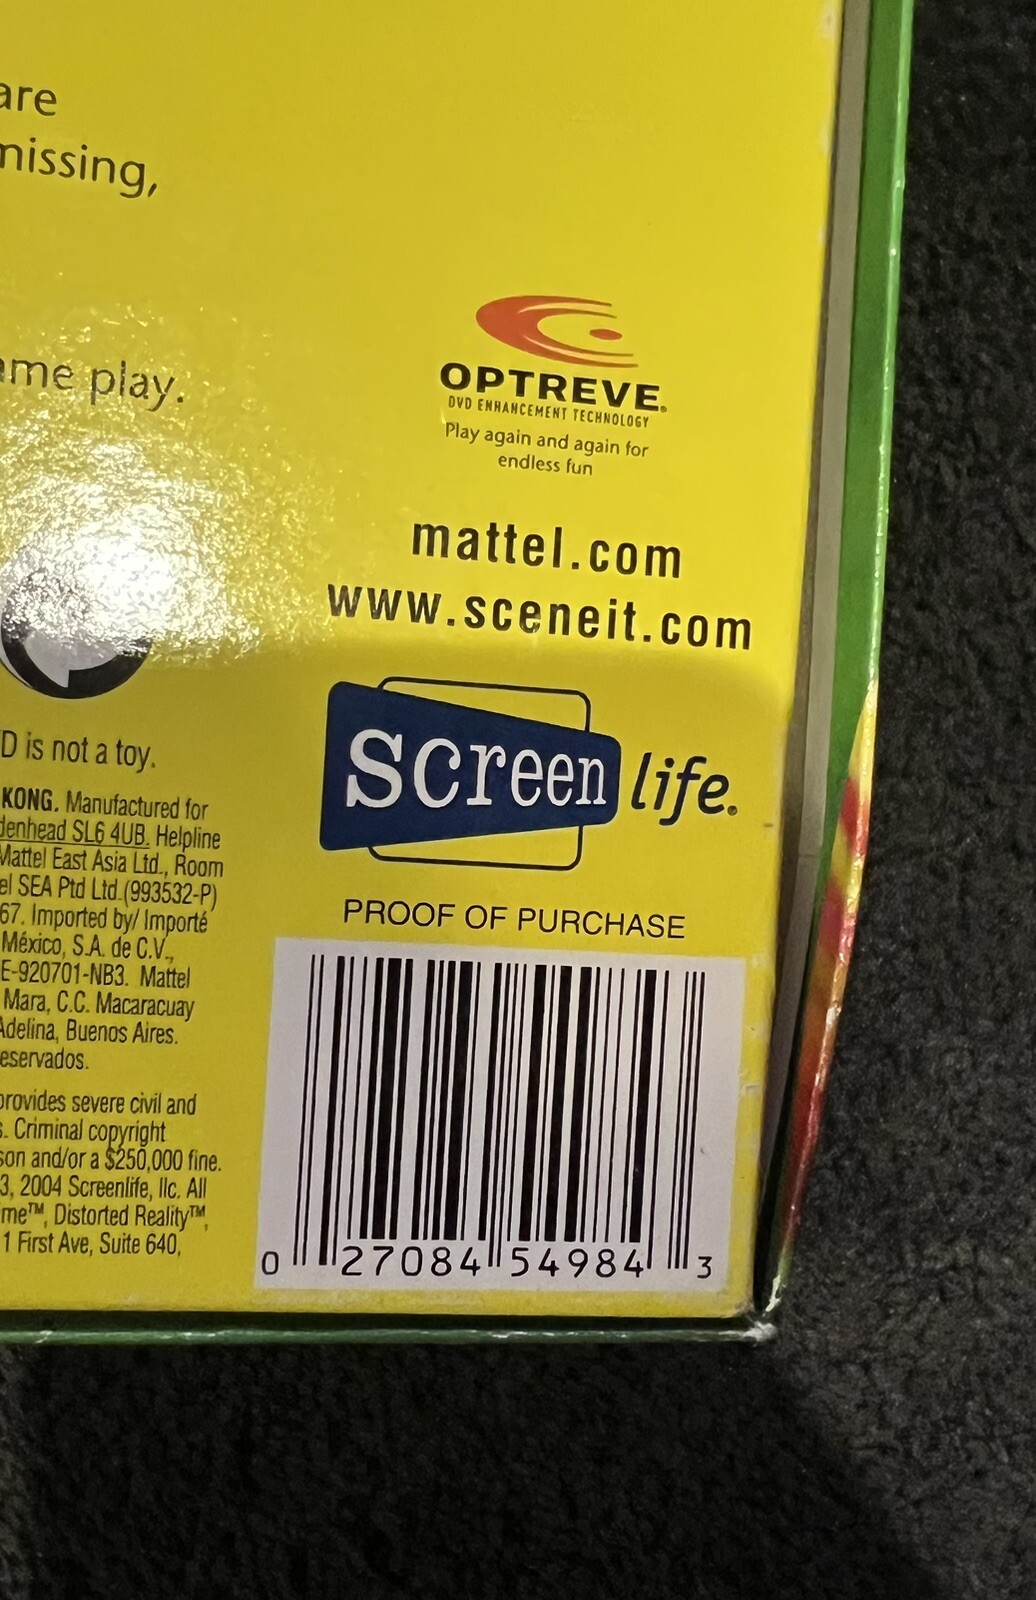 are
missing,
ame play.
OPTREVE®
DVD ENHANCEMENT TECHNOLOGY
Play again and again for
endless fun
mattel.com
www.sceneit.com
screen life®
D is not a toy.
KONG. Manufactured for
denhead SL6 4UB. Helpline
Mattel East Asia Ltd., Room
el SEA Ptd Ltd.(993532-P)
67. Imported by/ Importé
México, S.A. de C.V.,
E-920701-NB3. Mattel
Mara, C.C. Macaracuay
Adelina, Buenos Aires.
eservados.
provides severe civil and
s. Criminal copyright
son and/or a $250,000 fine.
3, 2004 Screenlife, llc. All
me™, Distorted Reality™,
1 First Ave, Suite 640,
PROOF OF PURCHASE
0 27084 54984 3